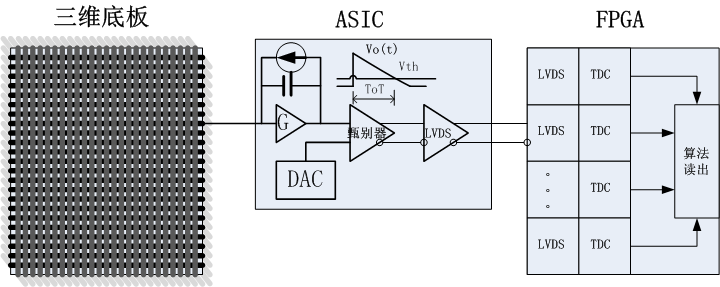 三维底板
ASIC
FPGA
Vo(t)
Vth
ToT
G
甄别器
LVDS
DAC
LVDS TDC
LVDS TDC
TDC
LVDS TDC
算法
读出